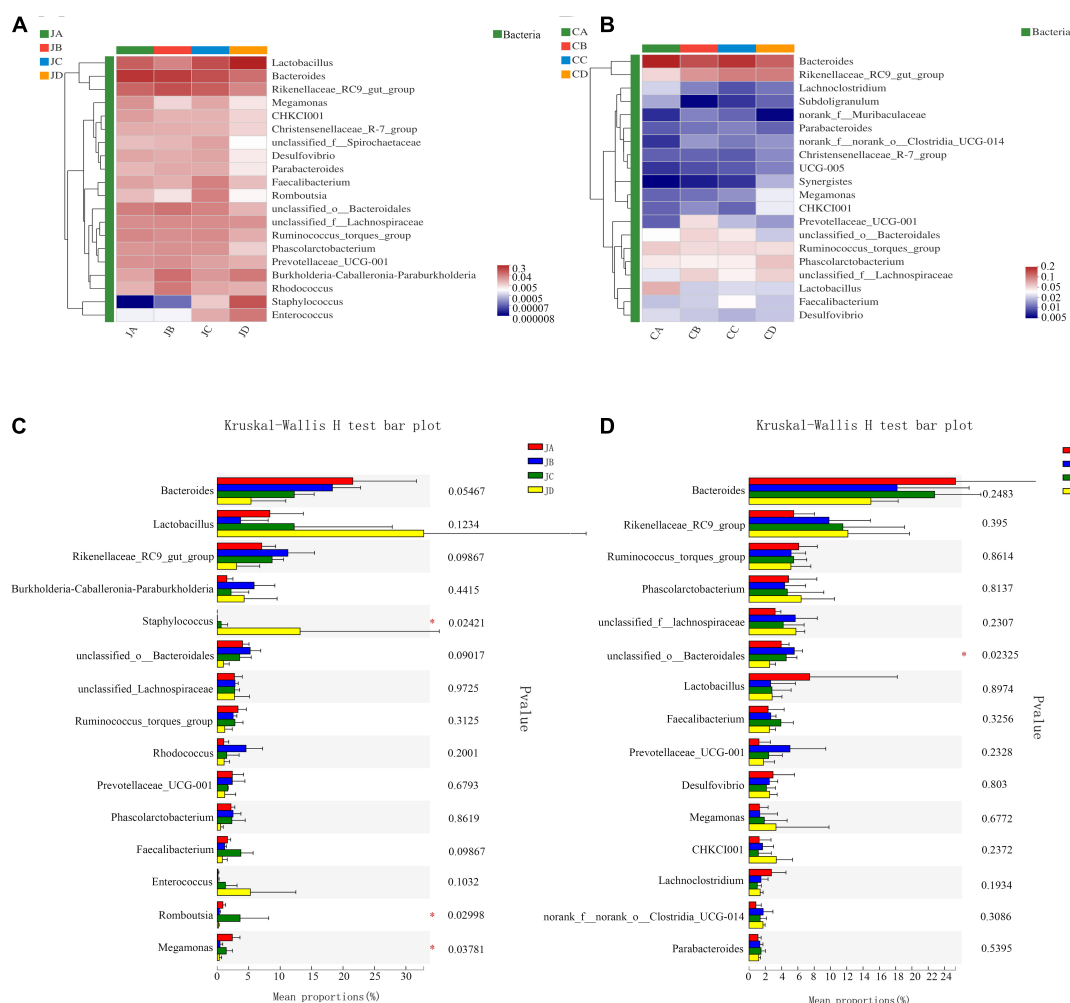 A
JA
JB
JC
JD
Bacteria
Lactobacillus
Bacteroides
Rikenellaceae_RC9_gut_group
Megamonas
CHKCI001
Christensenellaceae_R-7_group
unclassified_f__Spirochaetaceae
Desulfovibrio
Parabacteroides
Faecalibacterium
Romboutsia
unclassified_o__Bacteroidales
unclassified_f__Lachnospiraceae
Ruminococcus_torques_group
Phascolarctobacterium
Prevotellaceae_UCG-001
Burkholderia-Caballeronia-Paraburkholderia
Rhodococcus
Staphylococcus
Enterococcus
0.3
0.04
0.005
0.0005
0.00007
0.000008
JA JB JC JD
B
CA
CB
CC
CD
Bacteria
Bacteroides
Rikenellaceae_RC9_gut_group
Lachnoclostridium
Subdoligranulum
norank_f__Muribaculaceae
Parabacteroides
norank_f__norank_o__Clostridia_UCG-014
Christensenellaceae_R-7_group
UCG-005
Synergistes
Megamonas
CHKCI001
Prevotellaceae_UCG-001
unclassified_o__Bacteroidales
Ruminococcus_torques_group
Phascolarctobacterium
unclassified_f__Lachnospiraceae
Lactobacillus
Faecalibacterium
Desulfovibrio
0.2
0.1
0.05
0.02
0.01
0.005
CA CB CC CD
C
Kruskal-Wallis H test bar plot
JA
JB
JC
JD
Bacteroides 0.05467
Lactobacillus 0.1234
Rikenellaceae_RC9_gut_group 0.09867
Burkholderia-Caballeronia-Paraburkholderia 0.4415
Staphylococcus * 0.02421
unclassified_o__Bacteroidales 0.09017
unclassified_Lachnospiraceae 0.9725
Ruminococcus_torques_group 0.3125
Rhodococcus 0.2001
Prevotellaceae_UCG-001 0.6793
Phascolarctobacterium 0.8619
Faecalibacterium 0.09867
Enterococcus 0.1032
Romboutsia * 0.02998
Megamonas * 0.03781
Pvalue
0 5 10 15 20 25 30
Mean proportions(%)
D
Kruskal-Wallis H test bar plot
Bacteroides 0.2483
Rikenellaceae_RC9_group 0.395
Ruminococcus_torques_group 0.8614
Phascolarctobacterium 0.8137
unclassified_f__lachnospiraceae 0.2307
unclassified_o__Bacteroidales * 0.02325
Lactobacillus 0.8974
Faecalibacterium 0.3256
Prevotellaceae_UCG-001 0.2328
Desulfovibrio 0.803
Megamonas 0.6772
CHKCI001 0.2372
Lachnoclostridium 0.1934
norank_f__norank_o__Clostridia_UCG-014 0.3086
Parabacteroides 0.5395
Pvalue
0 2 4 6 8 10 12 14 16 18 20 22 24
Mean proportions(%)